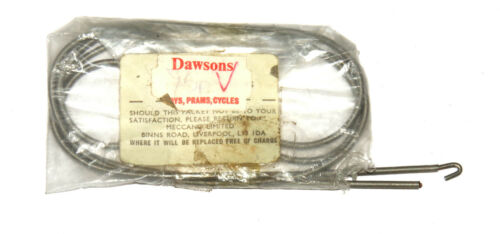 Dawsons
TOYS, PRAMS, CYCLES
SHOULD THIS PACKET NOT BE TO YOUR
SATISFACTION, PLEASE RETURN TO
MECCANO LIMITED
BINNS ROAD, LIVERPOOL, L13 1DA
WHERE IT WILL BE REPLACED FREE OF CHARGE